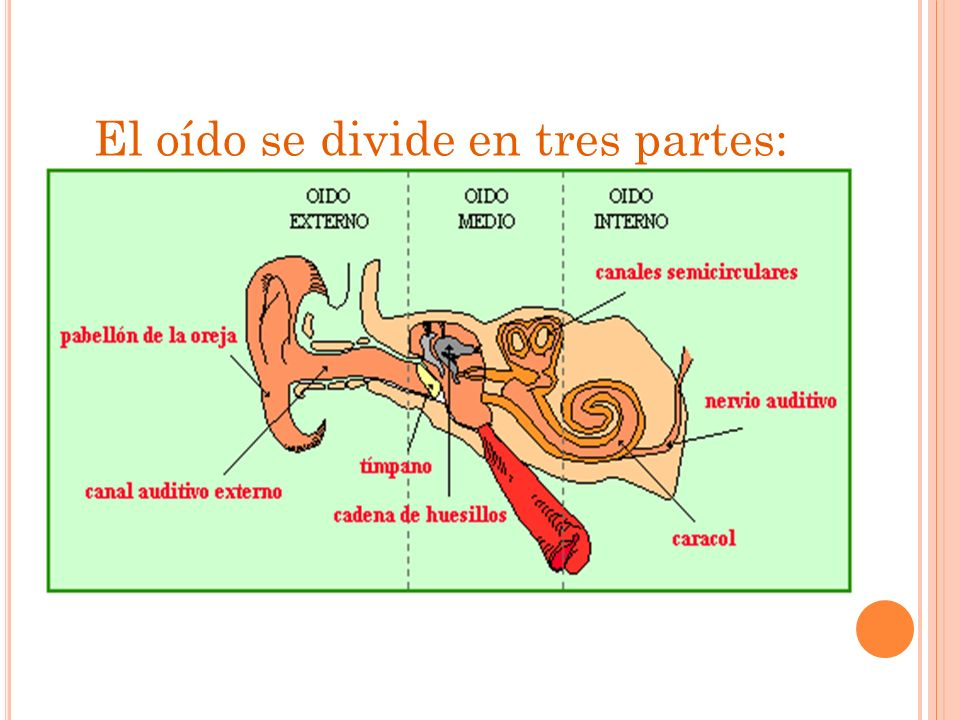 El oído se divide en tres partes:
OIDO
EXTERNO
OIDO
MEDIO
OIDO
INTERNO
canales semicirculares
pabellón de la oreja
nervio auditivo
tímpano
canal auditivo externo
cadena de huesillos
caracol